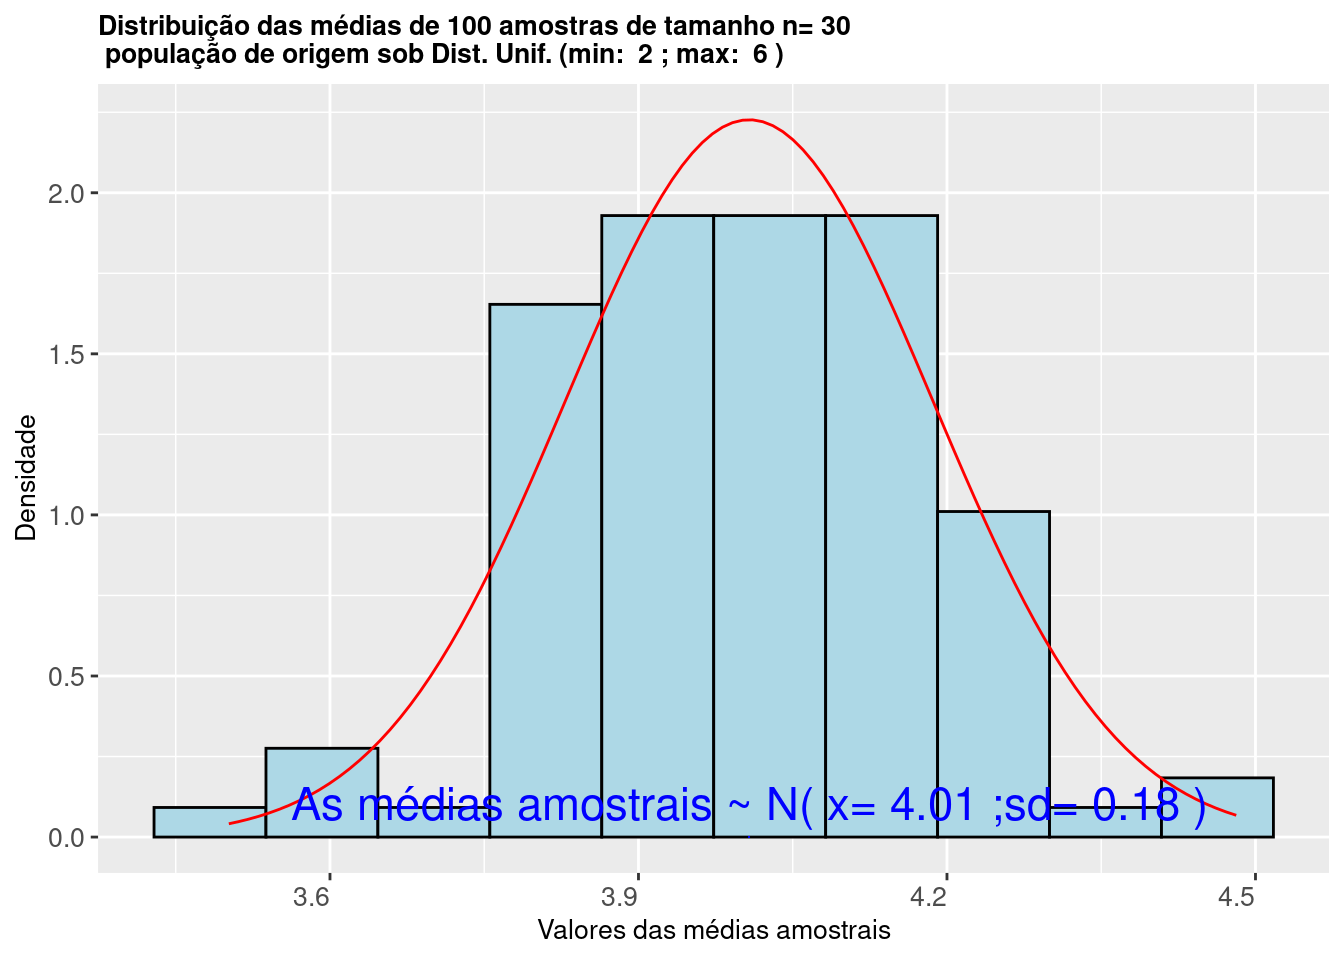 Distribuição das médias de 100 amostras de tamanho n= 30
população de origem sob Dist. Unif. (min:  2 ; max:  6 )
2.0
1.5
1.0
0.5
0.0
Densidade
As médias amostrais ~ N( x= 4.01 ;sd= 0.18 )
3.6 3.9 4.2 4.5
Valores das médias amostrais